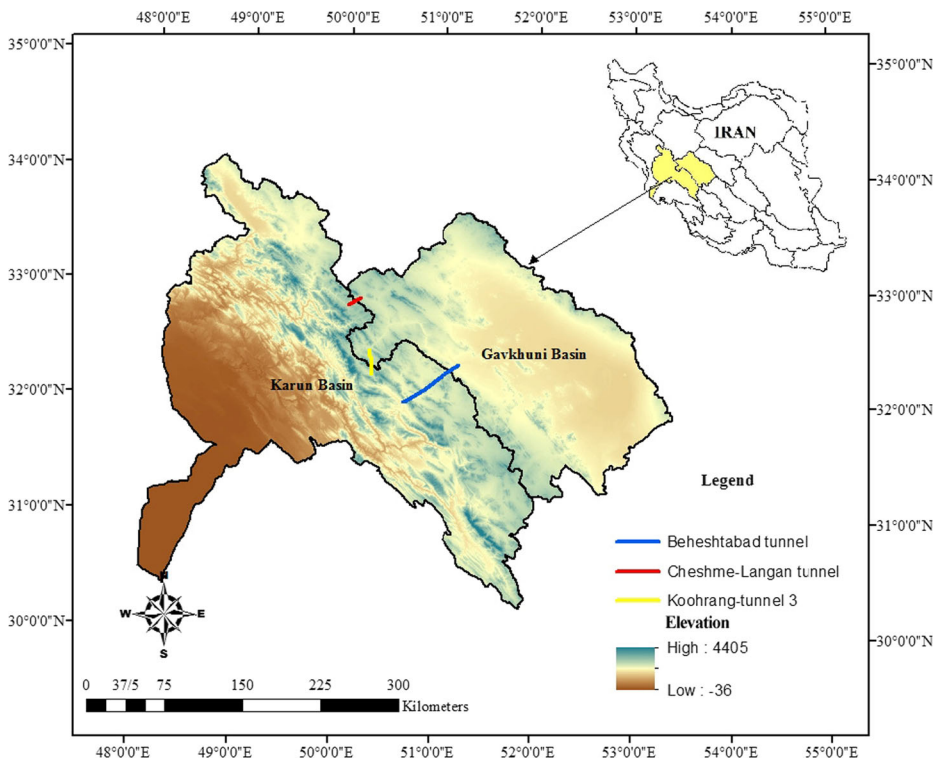 48°0'0"E 49°0'0"E 50°0'0"E 51°0'0"E 52°0'0"E 53°0'0"E 54°0'0"E 55°0'0"E
35°0'0"N
35°0'0"N
IRAN
34°0'0"N
34°0'0"N
33°0'0"N
33°0'0"N
Gavkhuni Basin
Karun Basin
32°0'0"N
32°0'0"N
Legend
31°0'0"N
31°0'0"N
Beheshtabad tunnel
Cheshme-Langan tunnel
Koohrang-tunnel 3
Elevation
High : 4405
Low : -36
30°0'0"N
30°0'0"N
N
W E
S
0 37/5 75 150 225 300
Kilometers
48°0'0"E 49°0'0"E 50°0'0"E 51°0'0"E 52°0'0"E 53°0'0"E 54°0'0"E 55°0'0"E